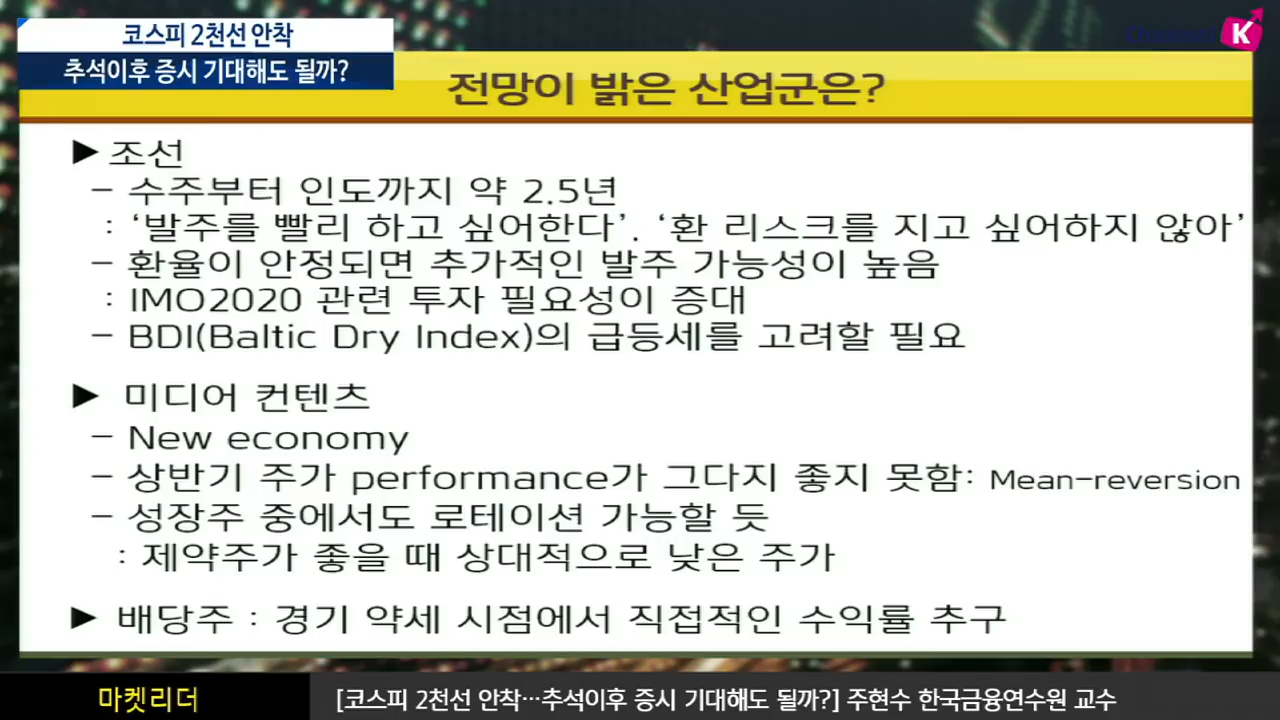 코스피 2천선 안착
추석이후 증시 기대해도 될까?
K
전망이 밝은 산업군은?
▶ 조선
– 수주부터 인도까지 약 2.5년
: ‘발주를 빨리 하고 싶어한다’. ‘환 리스크를 지고 싶어하지 않아’
– 환율이 안정되면 추가적인 발주 가능성이 높음
: IMO2020 관련 투자 필요성이 증대
– BDI(Baltic Dry Index)의 급등세를 고려할 필요
▶ 미디어 컨텐츠
– New economy
– 상반기 주가 performance가 그다지 좋지 못함: Mean-reversion
– 성장주 중에서도 로테이션 가능할 듯
: 제약주가 좋을 때 상대적으로 낮은 주가
▶ 배당주 : 경기 약세 시점에서 직접적인 수익률 추구
마켓리더
[코스피 2천선 안착…추석이후 증시 기대해도 될까?] 주현수 한국금융연수원 교수